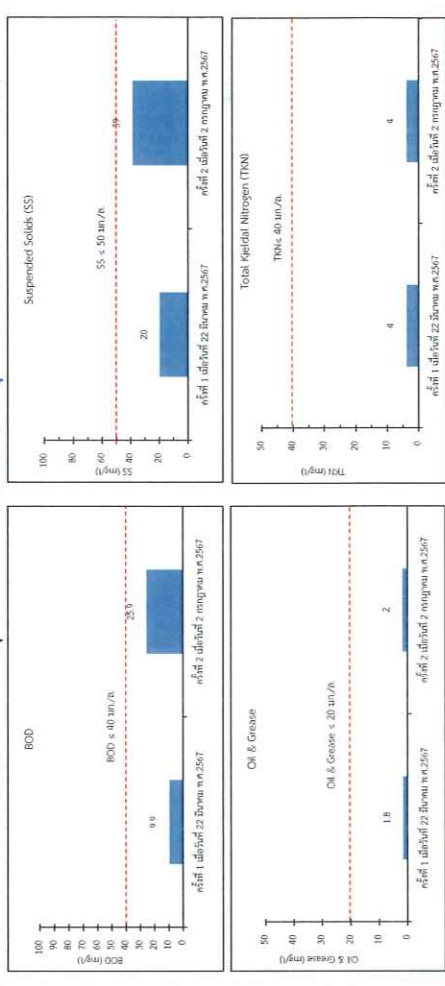 BOD
100
90
80
70
60
50
40
30
20
10
0
BOD (mg/l)
BOD ≤ 40 มก./ล.
9.9
25.9
ครั้งที่ 1 เมื่อวันที่ 22 มีนาคม พ.ศ.2567
ครั้งที่ 2 เมื่อวันที่ 2 กรกฎาคม พ.ศ.2567
Suspended Solids (SS)
100
80
60
40
20
0
SS (mg/l)
SS ≤ 50 มก./ล.
20
39
ครั้งที่ 1 เมื่อวันที่ 22 มีนาคม พ.ศ.2567
ครั้งที่ 2 เมื่อวันที่ 2 กรกฎาคม พ.ศ.2567
Oil & Grease
50
40
30
20
10
0
Oil & Grease (mg/l)
Oil & Grease ≤ 20 มก./ล.
1.8
2
ครั้งที่ 1 เมื่อวันที่ 22 มีนาคม พ.ศ.2567
ครั้งที่ 2 เมื่อวันที่ 2 กรกฎาคม พ.ศ.2567
Total Kjeldal Nitrogen (TKN)
50
40
30
20
10
0
TKN (mg/l)
TKN≤ 40 มก./ล.
4
4
ครั้งที่ 1 เมื่อวันที่ 22 มีนาคม พ.ศ.2567
ครั้งที่ 2 เมื่อวันที่ 2 กรกฎาคม พ.ศ.2567